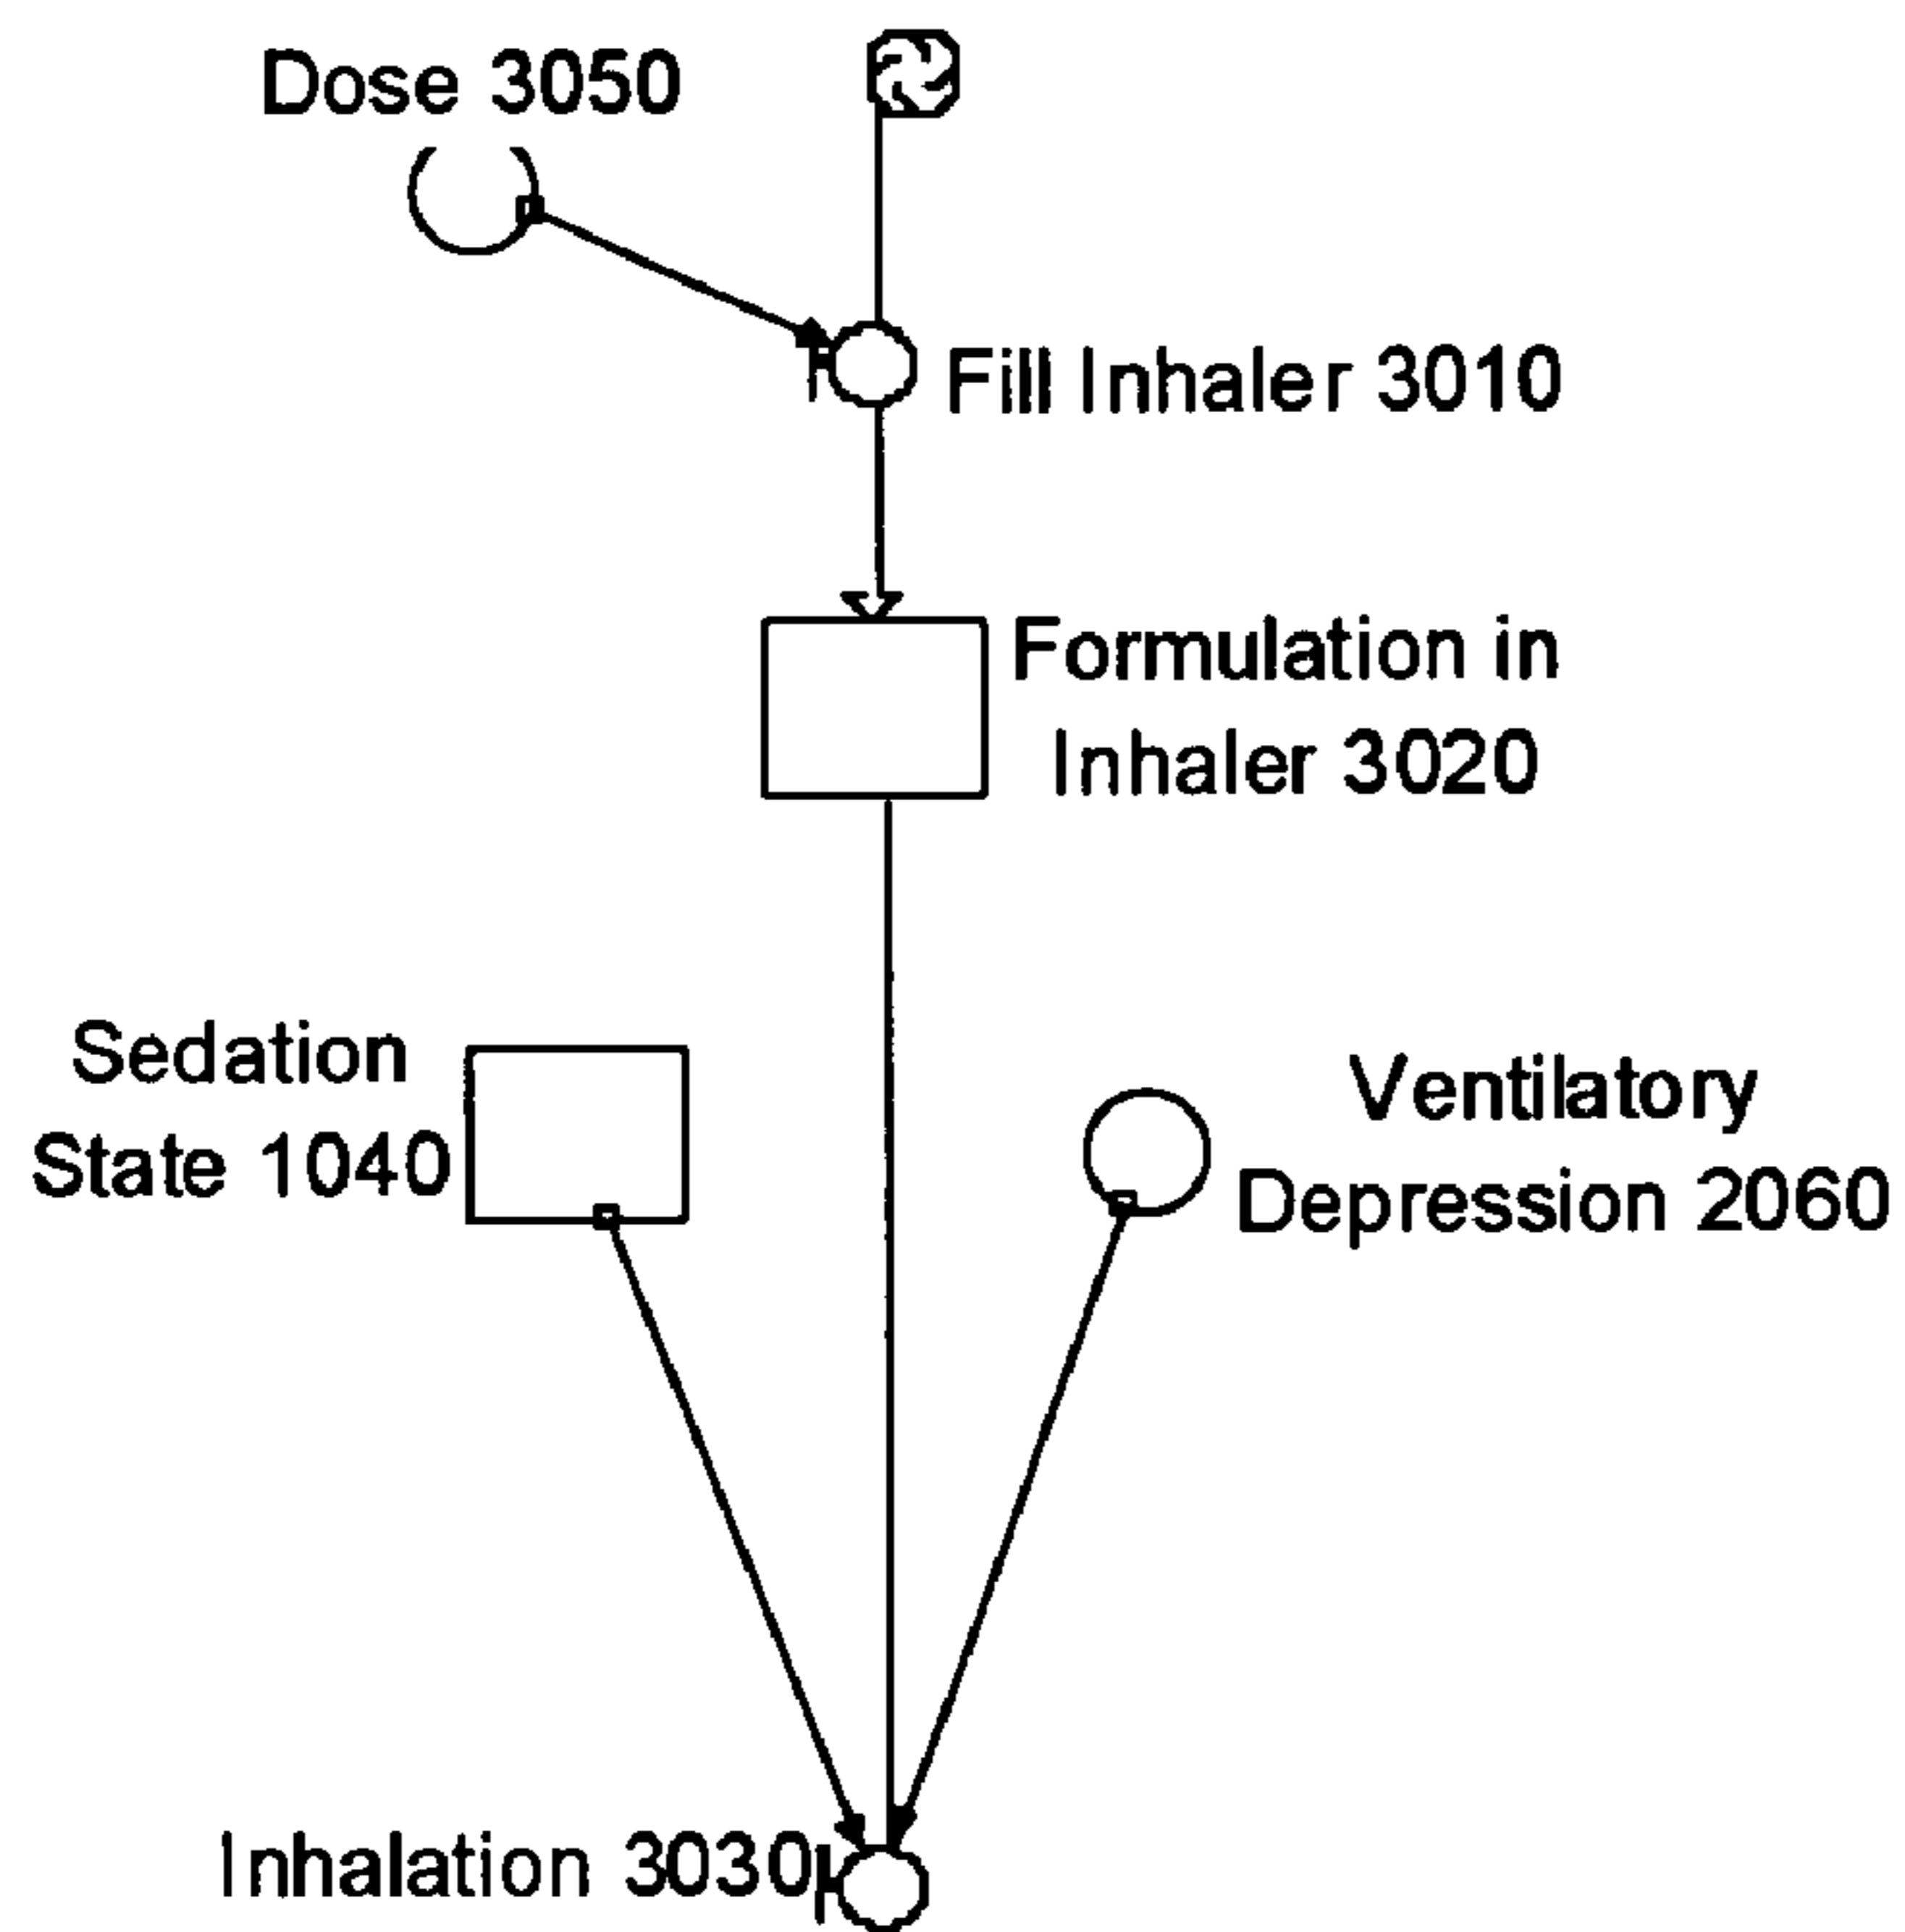 Dose 3050
Fill Inhaler 3010
Formulation in
Inhaler 3020
Sedation
State 1040
Ventilatory
Depression 2060
Inhalation 3030